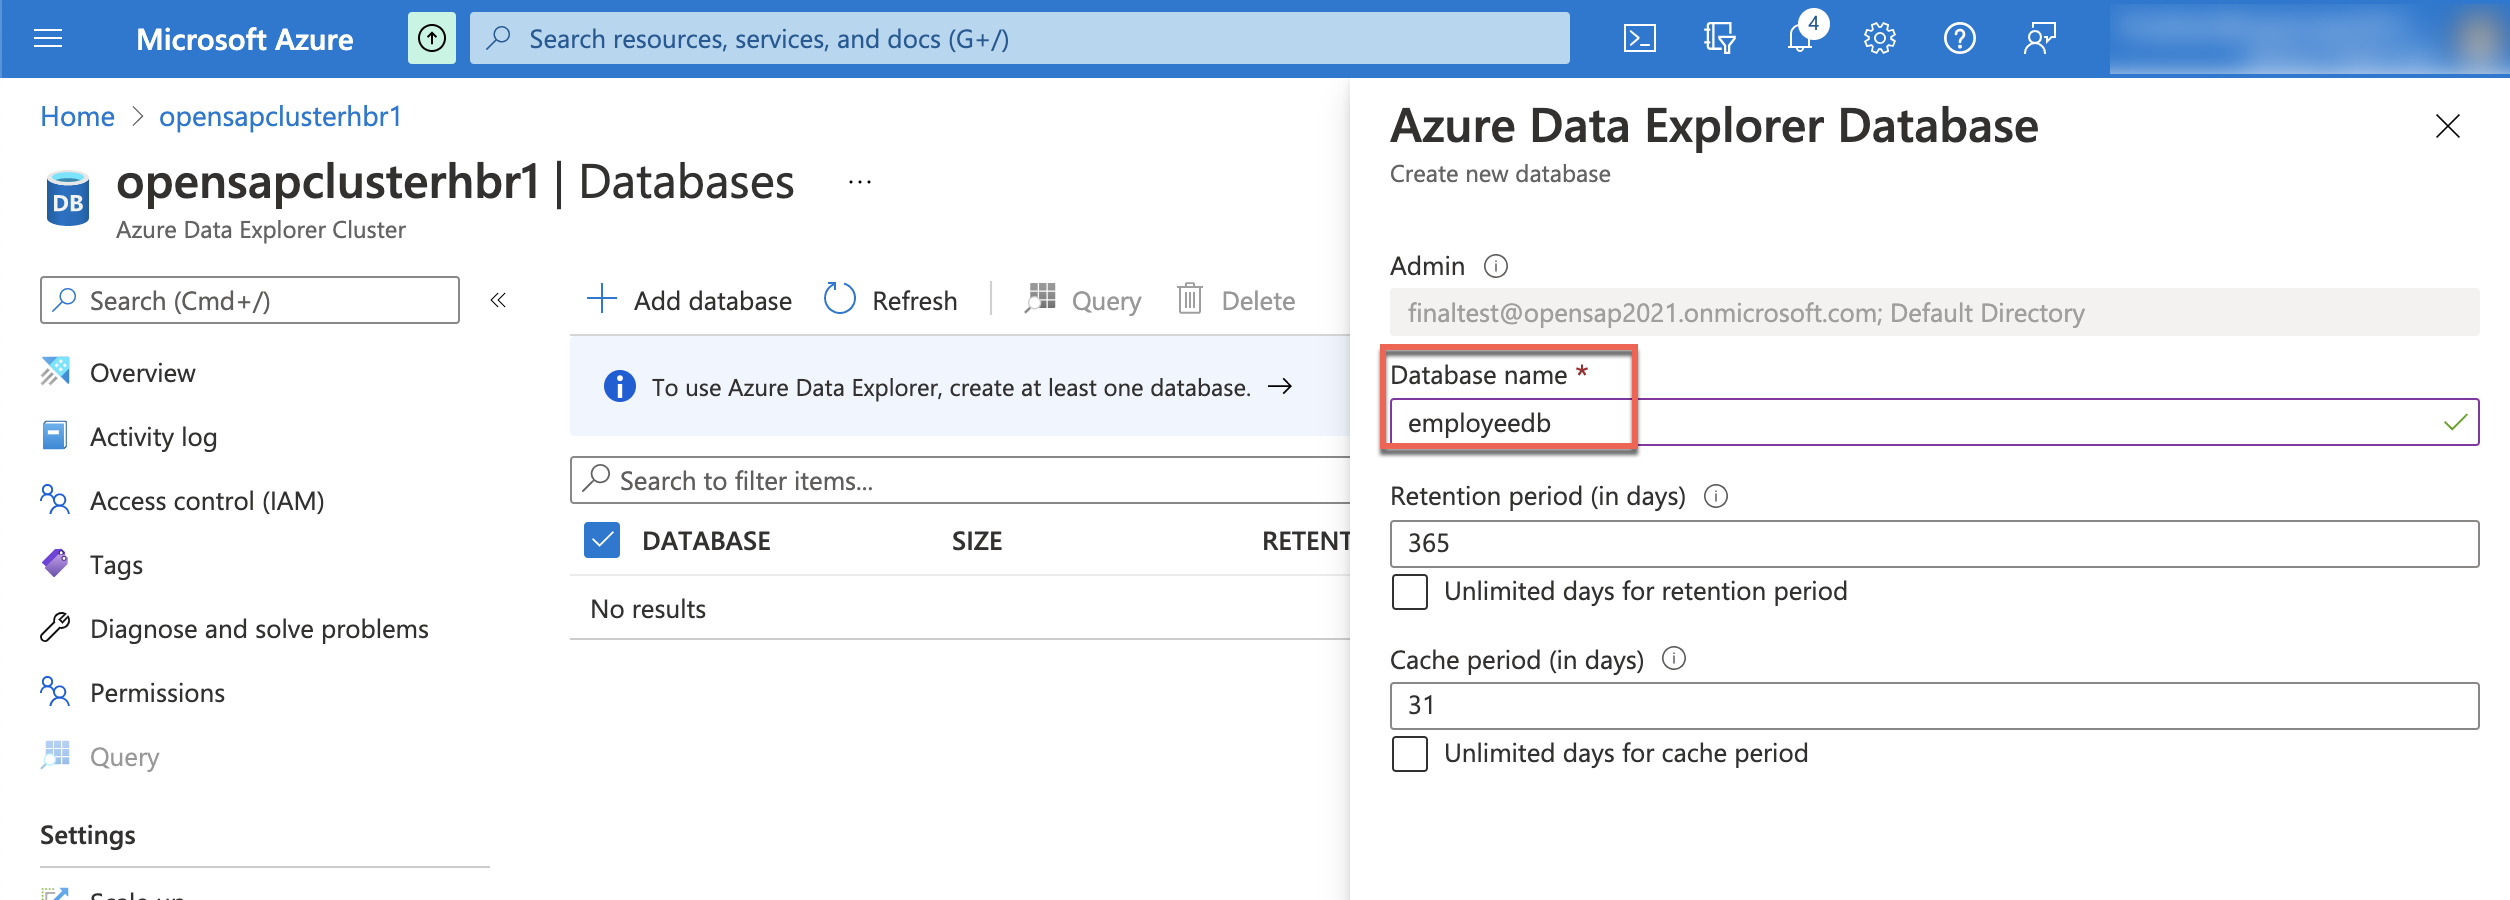 Microsoft Azure
Search resources, services, and docs (G+/)
4
Home > opensapclusterhbr1
DB
opensapclusterhbr1 | Databases ...
Azure Data Explorer Cluster
Search (Cmd+/)
«
Overview
Activity log
Access control (IAM)
Tags
Diagnose and solve problems
Permissions
Query
Settings
Scale up
Add database
Refresh
Query
Delete
To use Azure Data Explorer, create at least one database. →
Search to filter items...
DATABASE SIZE RETENT
No results
Azure Data Explorer Database
Create new database
Admin
finaltest@opensap2021.onmicrosoft.com; Default Directory
Database name *
employeedb
Retention period (in days)
365
Unlimited days for retention period
Cache period (in days)
31
Unlimited days for cache period